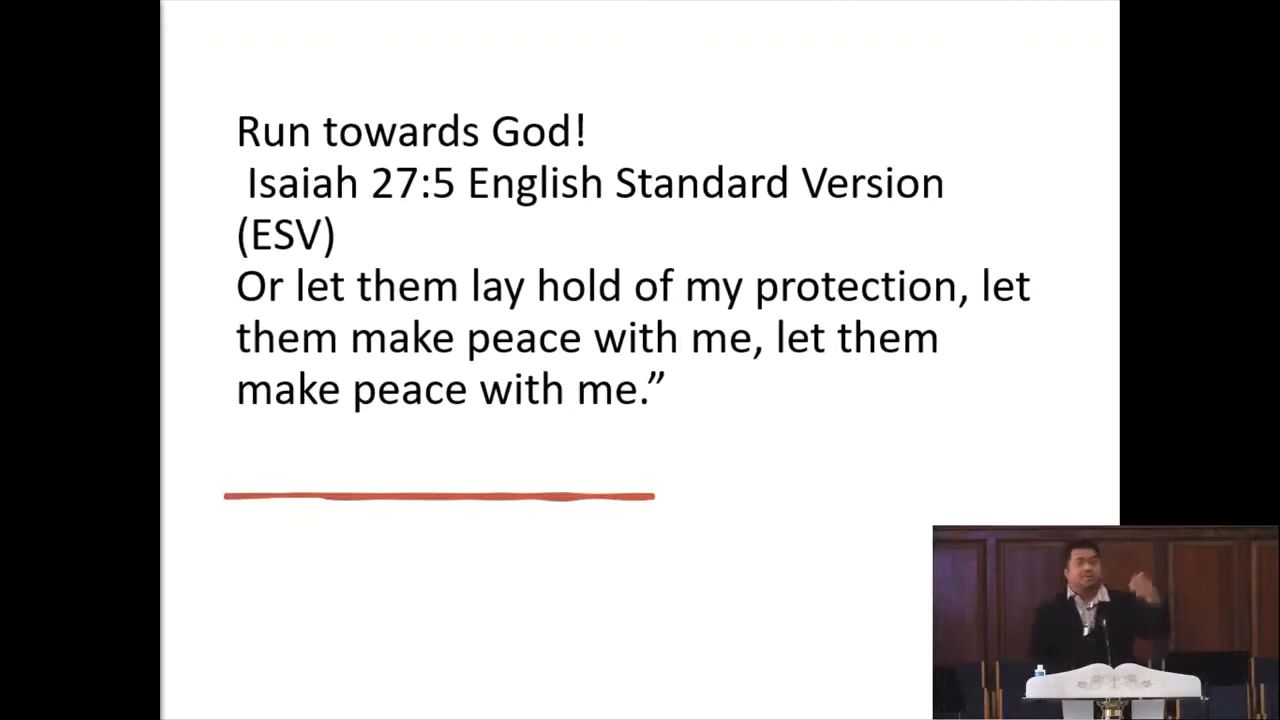 Run towards God!
Isaiah 27:5 English Standard Version
(ESV)
Or let them lay hold of my protection, let
them make peace with me, let them
make peace with me.”